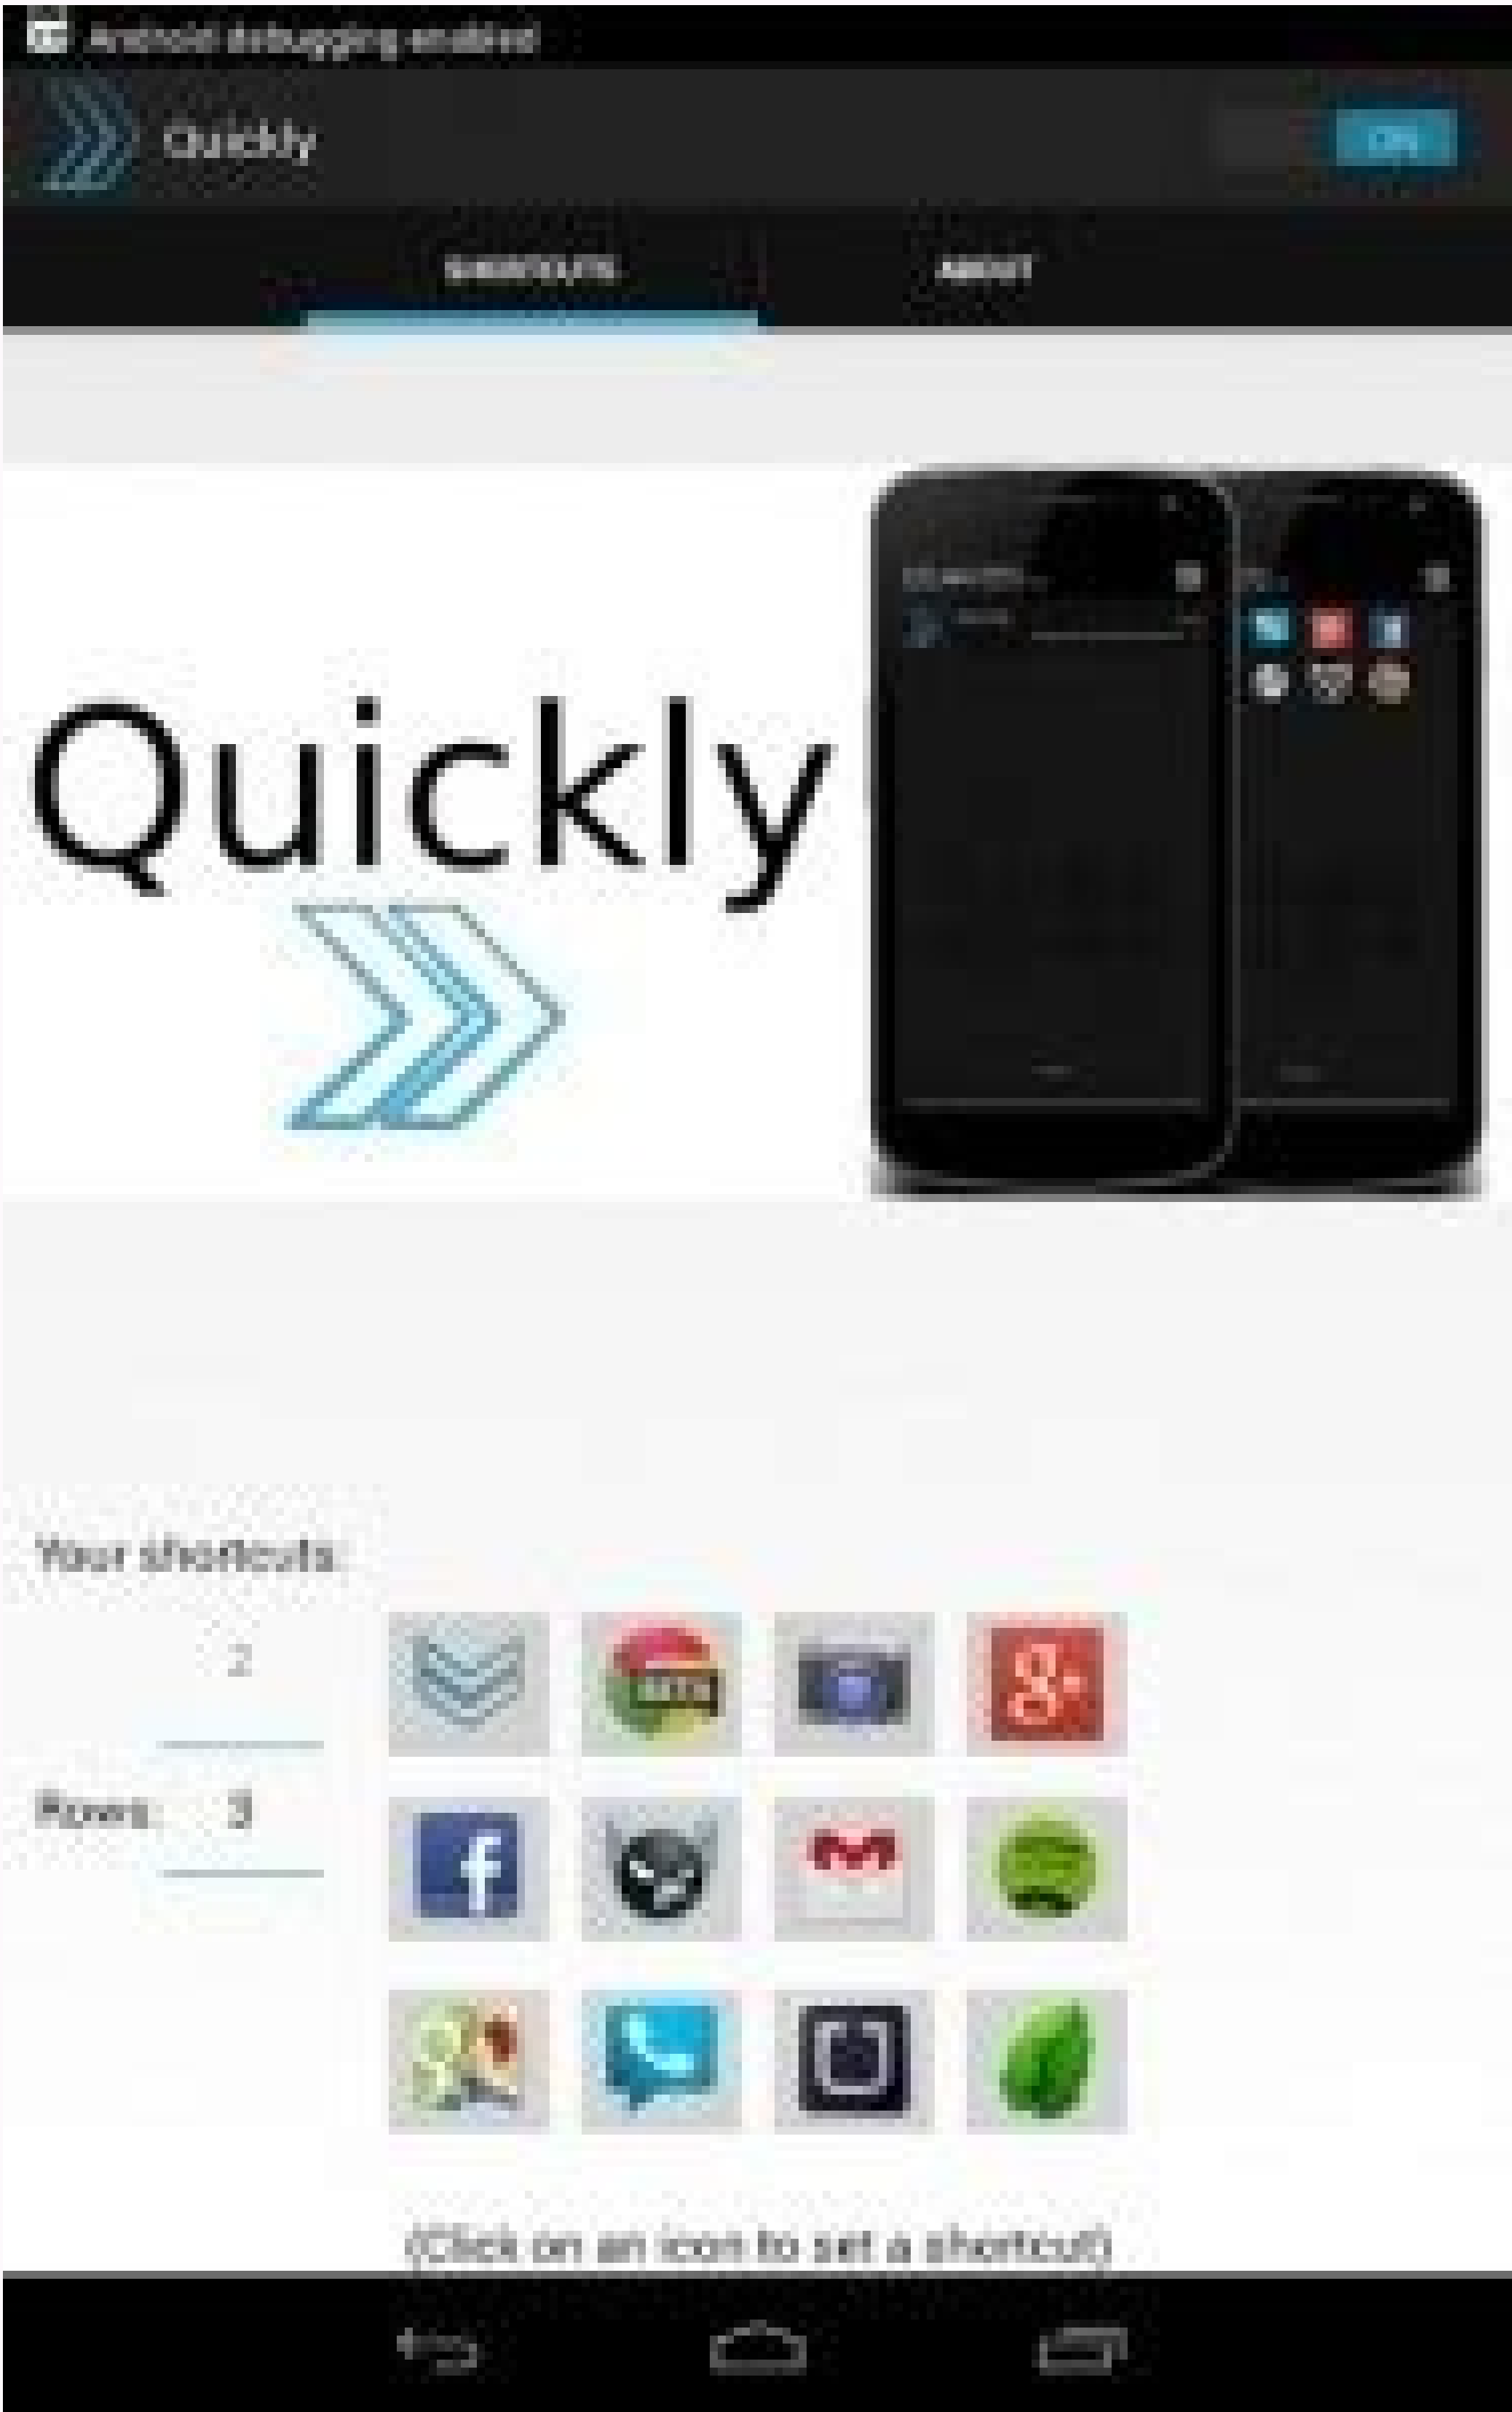 Android debugging enabled
Quickly
ON
SHORTCUTS ABOUT
Quickly
Your shortcuts:
2
Rows: 3
(Click on an icon to set a shortcut)